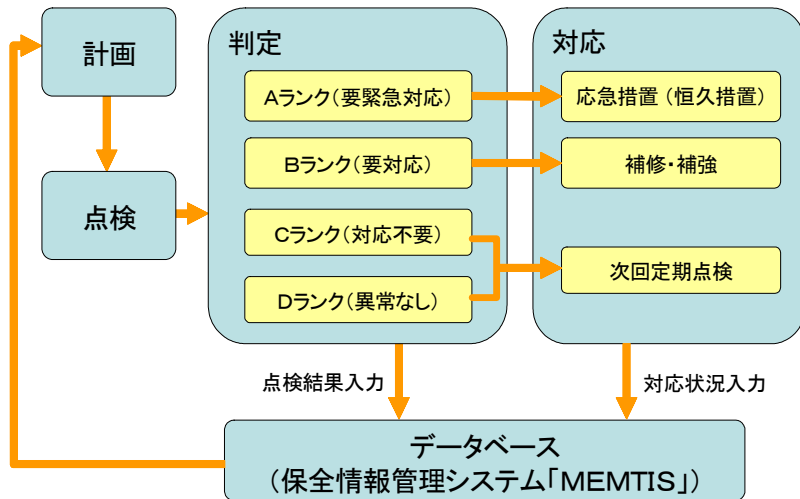 計画
点検
判定
Aランク(要緊急対応)
Bランク(要対応)
Cランク(対応不要)
Dランク(異常なし)
対応
応急措置(恒久措置)
補修・補強
次回定期点検
点検結果入力
対応状況入力
データベース
(保全情報管理システム「MEMTIS」)